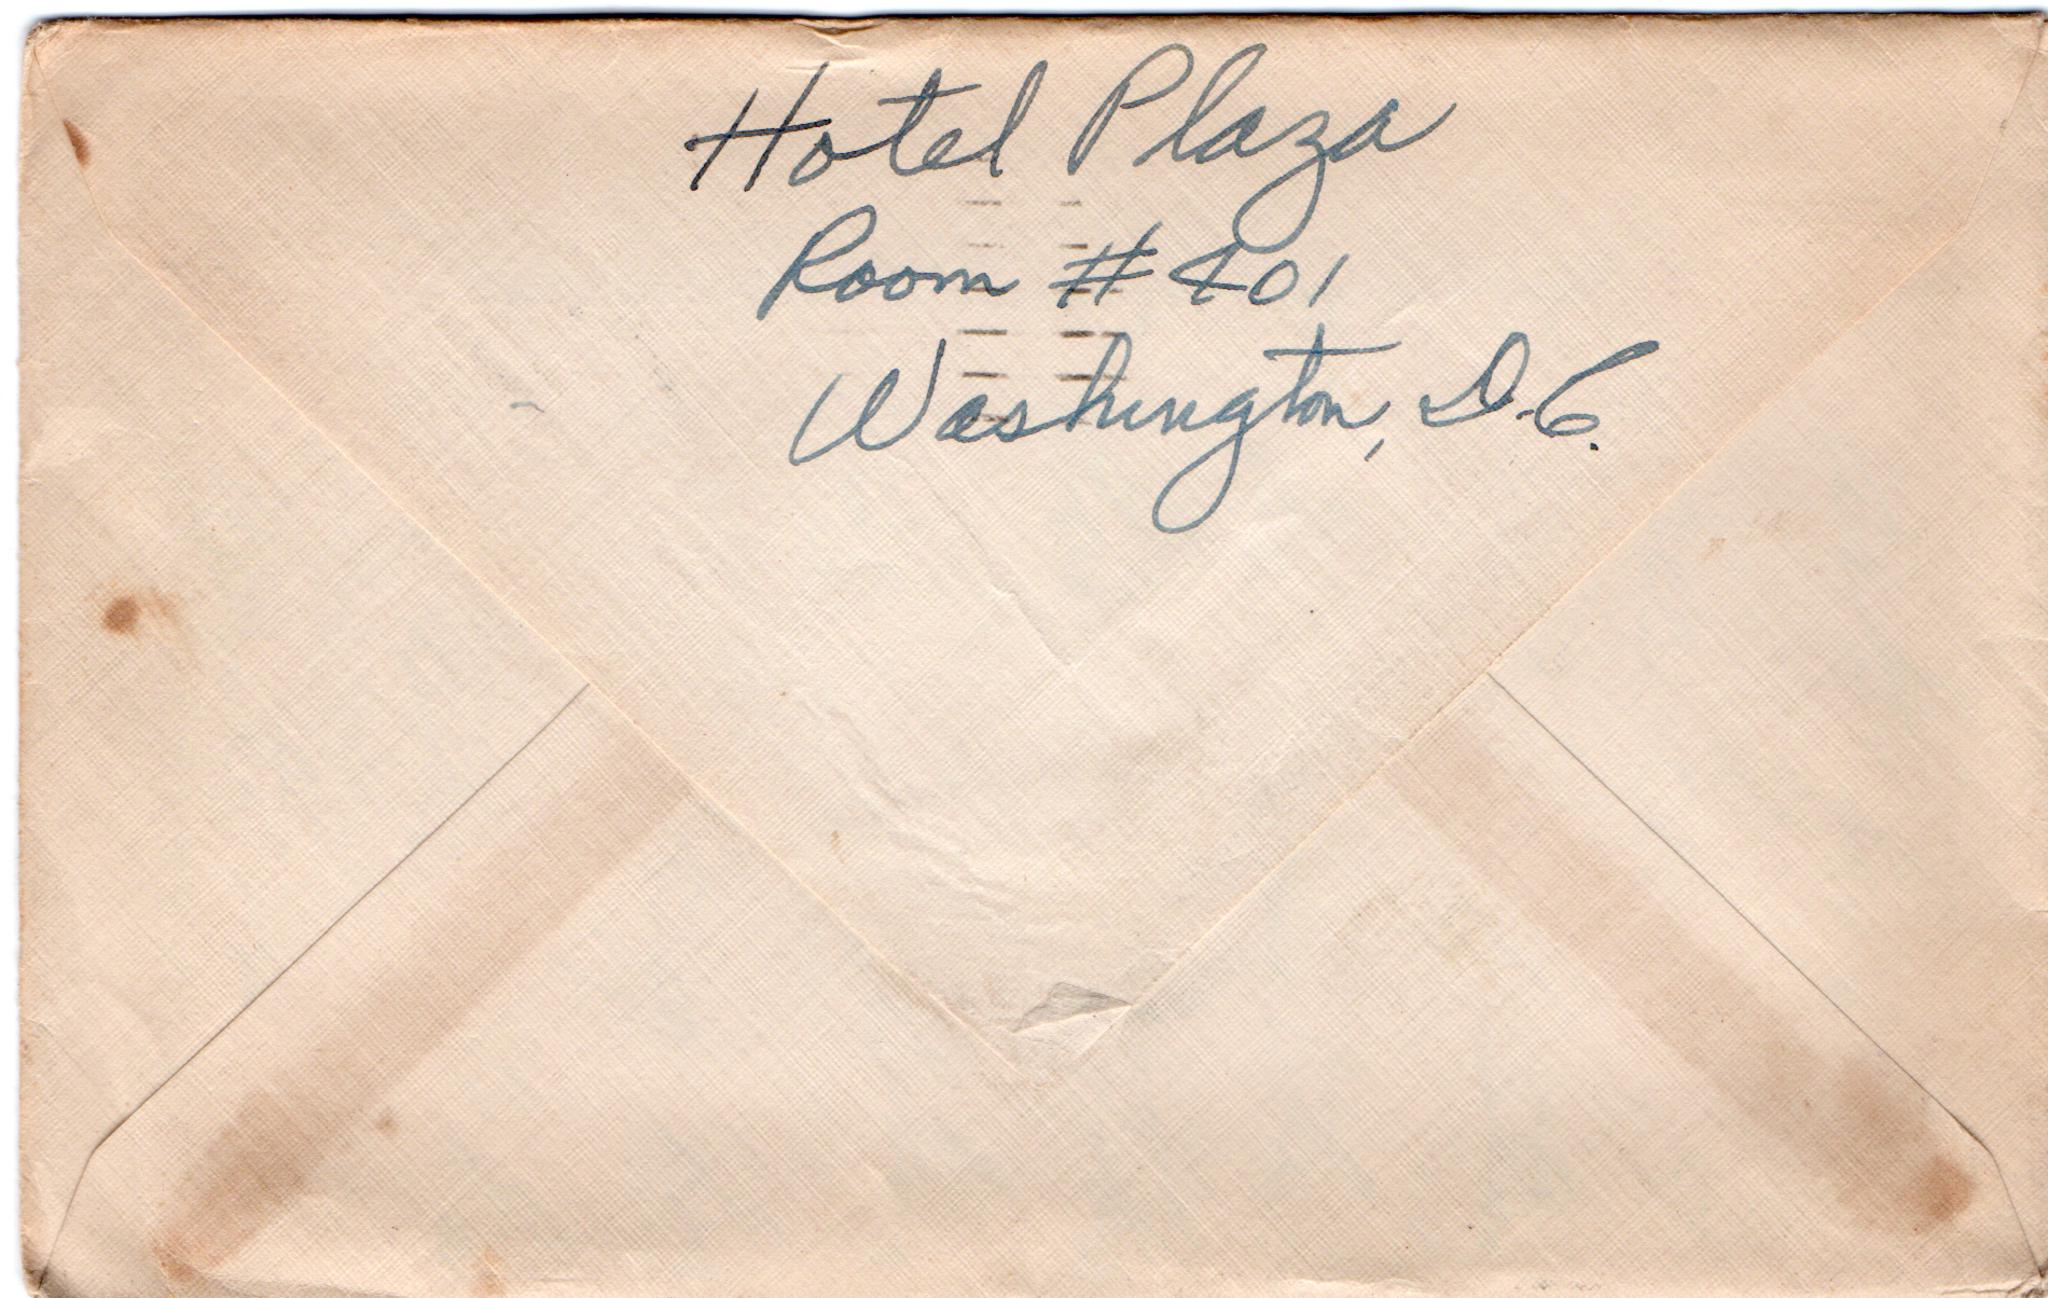 Hotel Plaza
Room # 401
Washington, D.C.